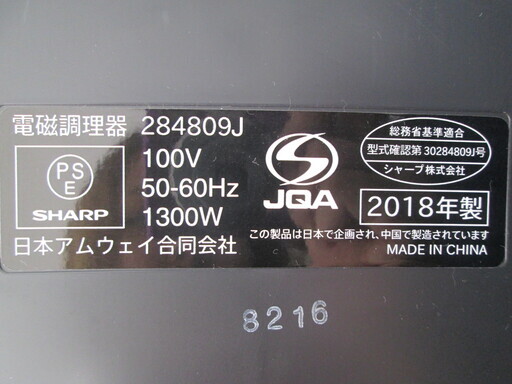 電磁調理器 284809J
PS
E
SHARP
100V
50-60Hz
1300W
日本アムウェイ合同会社
JQA
総務省基準適合
型式確認第30284809J号
シャープ株式会社
2018年製
この製品は日本で企画され、中国で製造されています
MADE IN CHINA
8216